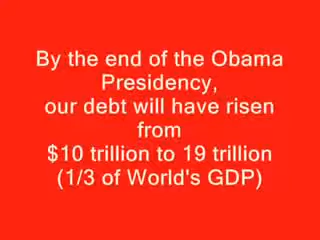 By the end of the Obama
Presidency,
our debt will have risen
from
$10 trillion to 19 trillion
(1/3 of World's GDP)